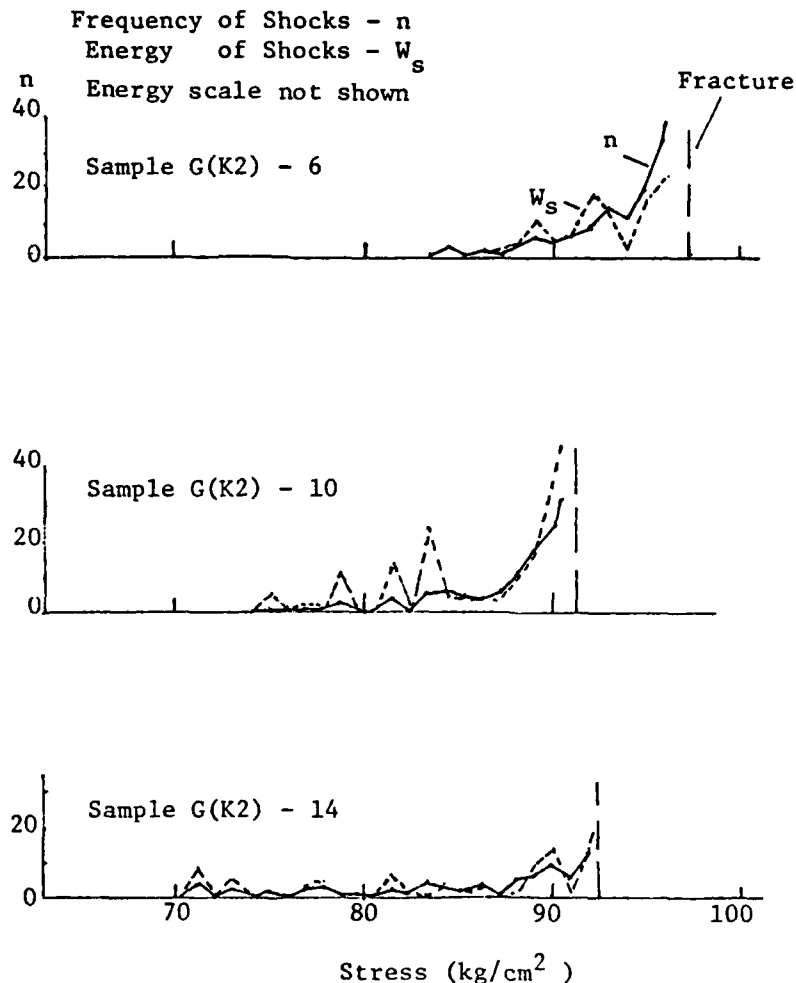 Frequency of Shocks - n
Energy of Shocks - Ws
Energy scale not shown
n
40
20
0
Sample G(K2) - 6
Ws
n
Fracture
40
20
0
Sample G(K2) - 10
20
0
Sample G(K2) - 14
70 80 90 100
Stress (kg/cm²)